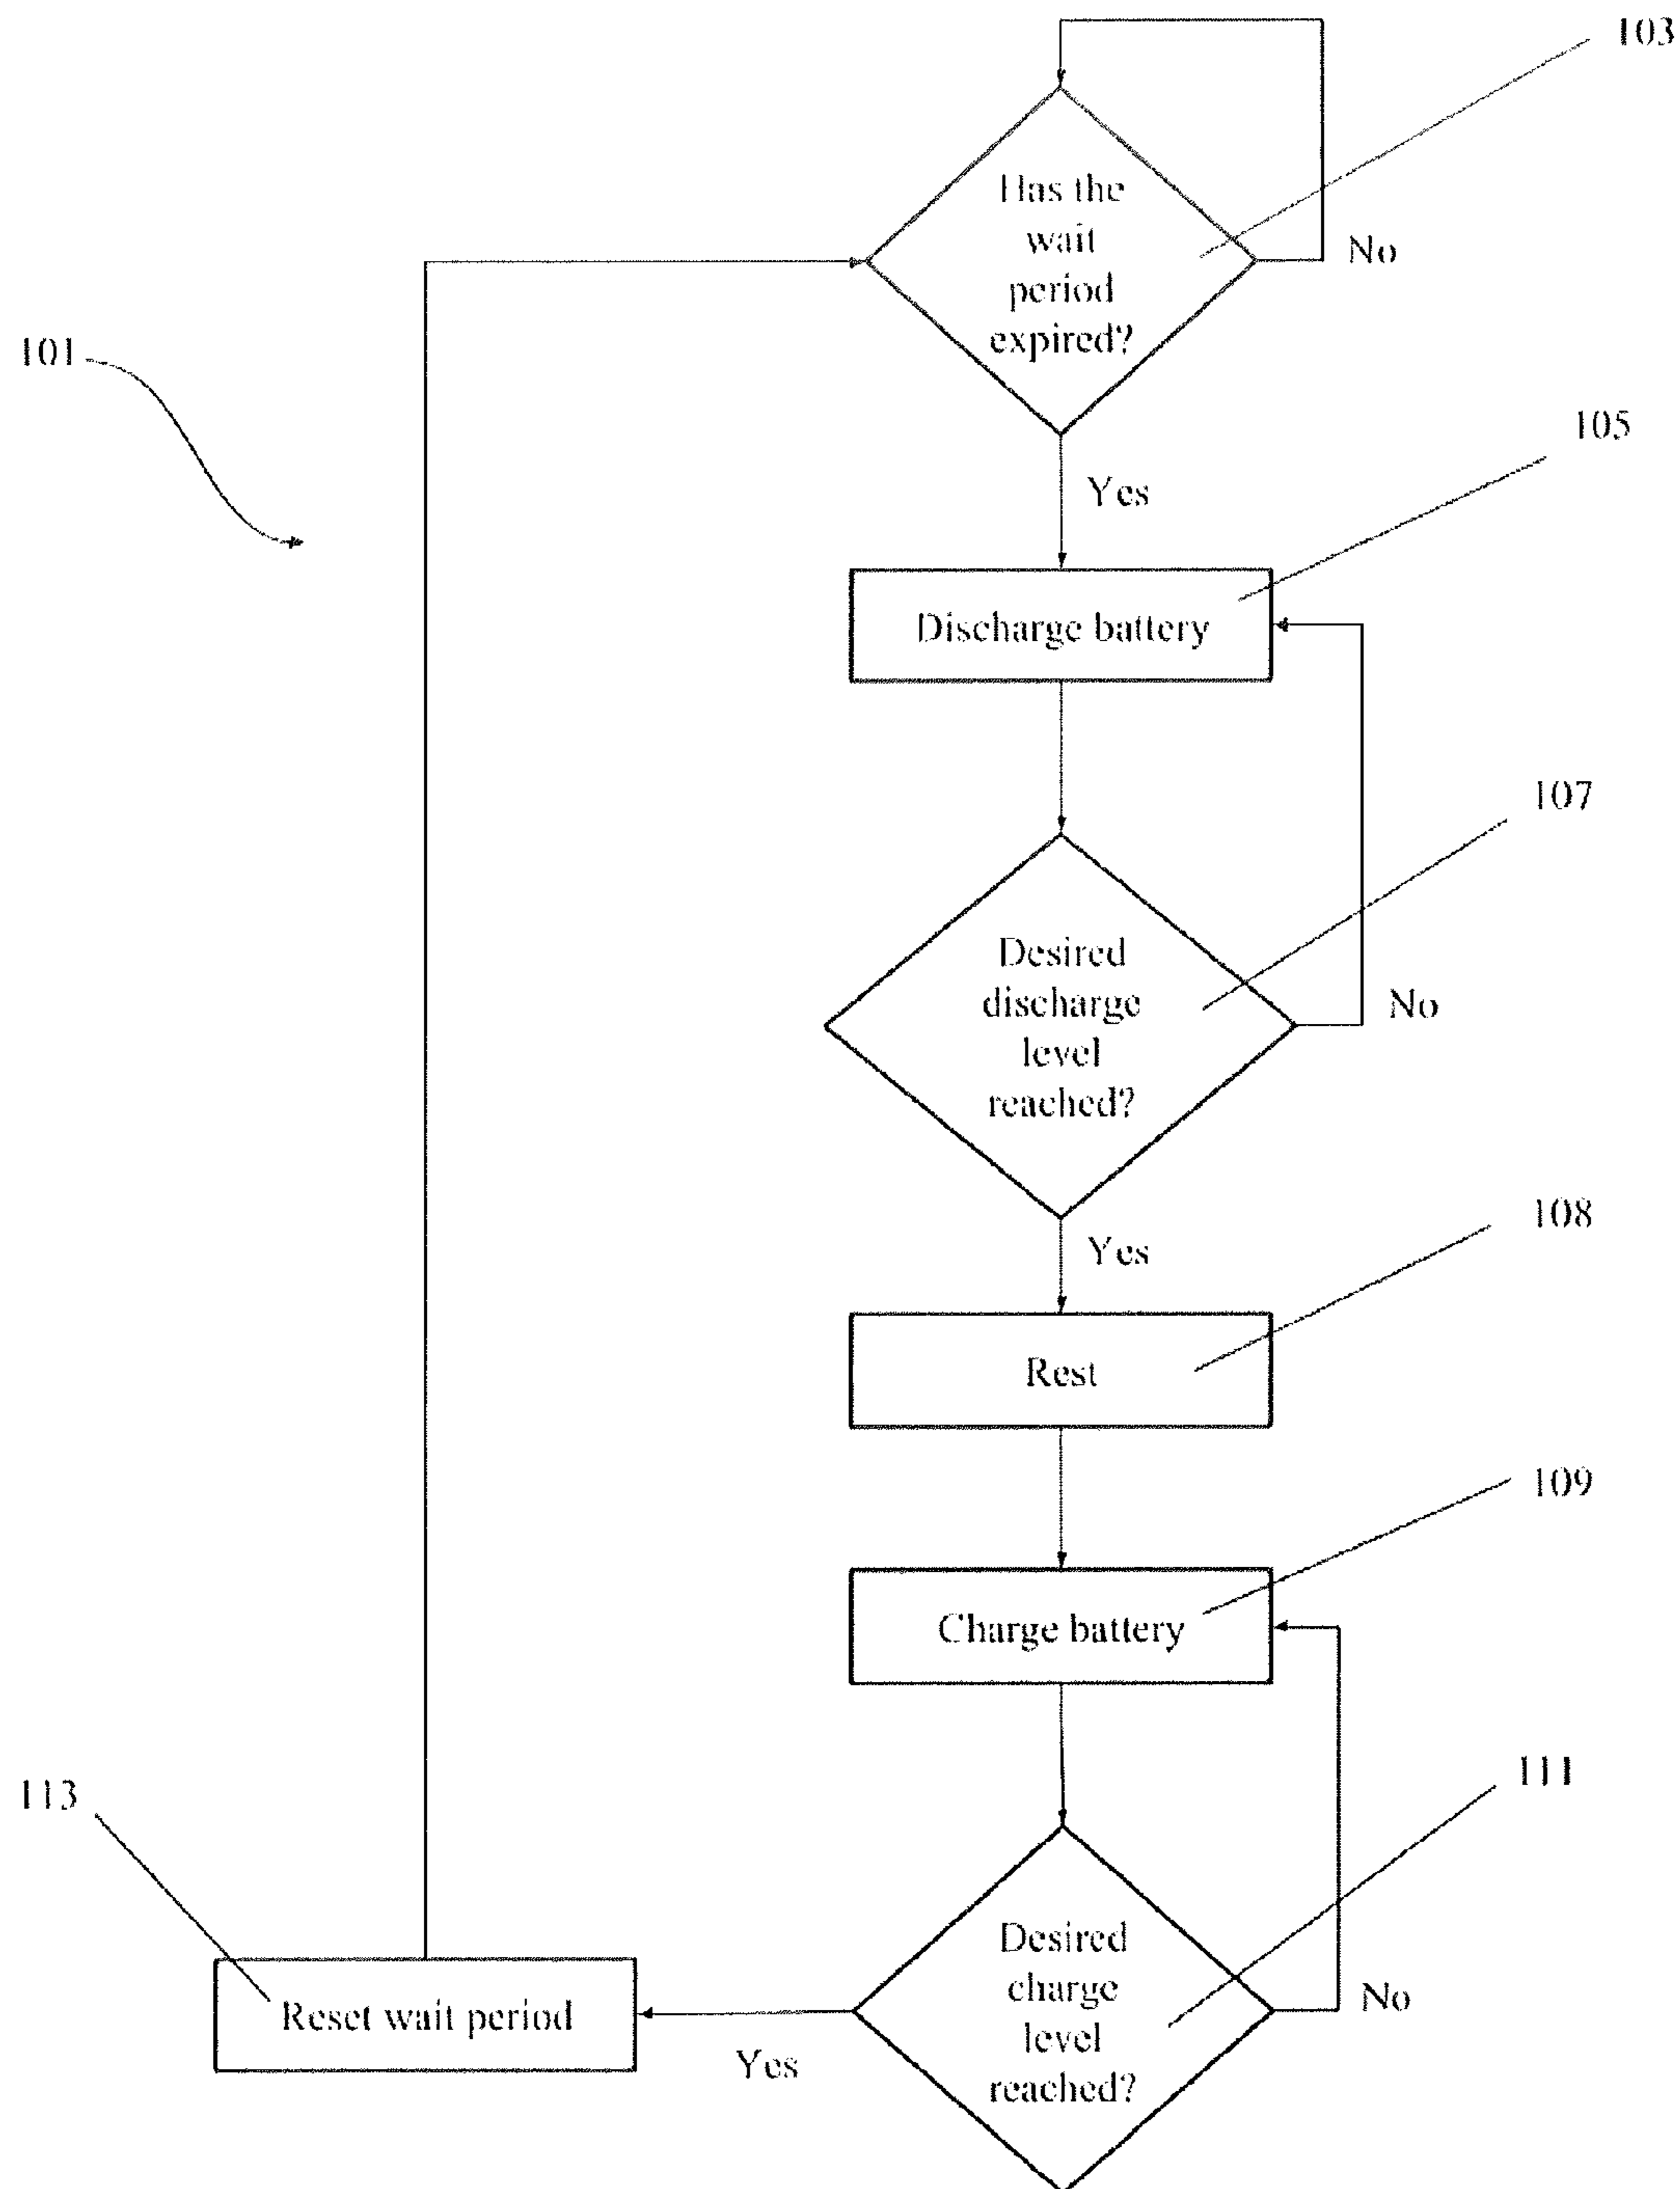 103
Has the
wait
period
expired?
No
101
105
Yes
Discharge battery
107
Desired
discharge
level
reached?
No
108
Yes
Rest
109
Charge battery
111
113
Desired
charge
level
reached?
No
Reset wait period
Yes